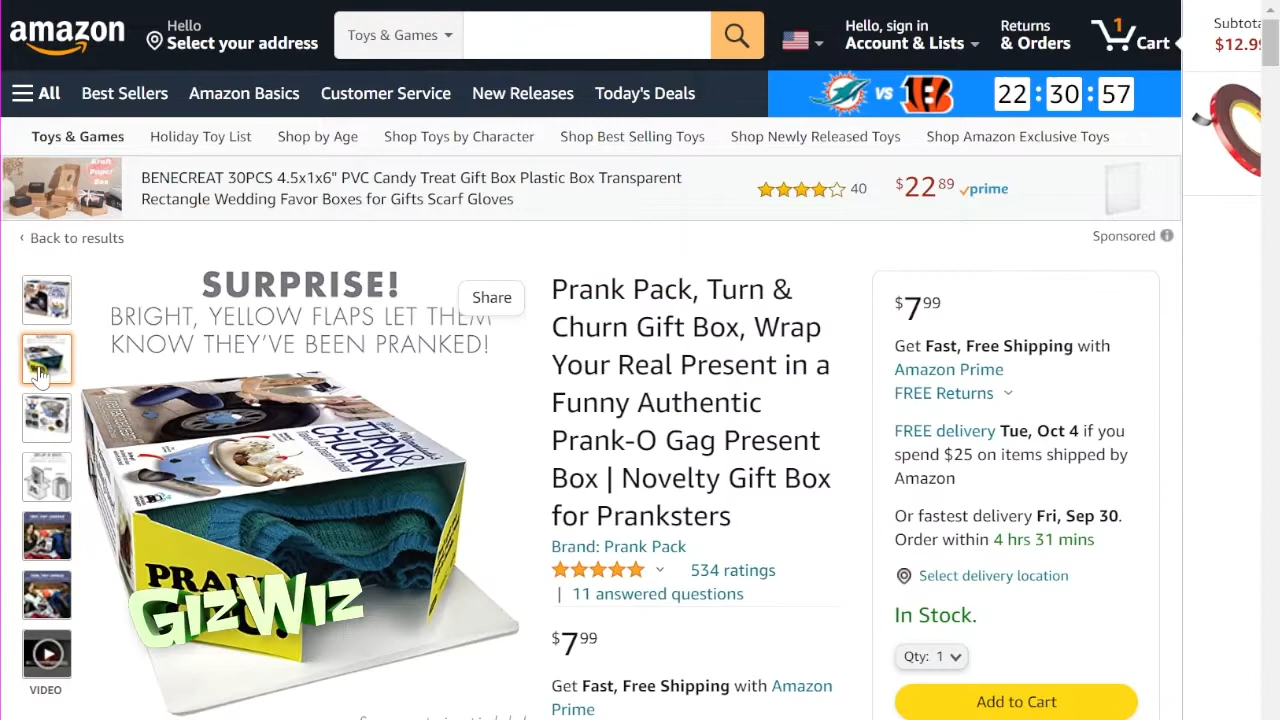 amazon
Hello
Select your address
Toys & Games
Hello, sign in
Account & Lists
Returns
& Orders
1
Cart
Subtota
$12.99
All
Best Sellers
Amazon Basics
Customer Service
New Releases
Today's Deals
VS
22:30:57
Toys & Games
Holiday Toy List
Shop by Age
Shop Toys by Character
Shop Best Selling Toys
Shop Newly Released Toys
Shop Amazon Exclusive Toys
Kraft
Paper
Box
BENECREAT 30PCS 4.5x1x6" PVC Candy Treat Gift Box Plastic Box Transparent
Rectangle Wedding Favor Boxes for Gifts Scarf Gloves
40
$22.89
prime
‹ Back to results
Sponsored
SURPRISE!
BRIGHT, YELLOW FLAPS LET THEM
KNOW THEY'VE BEEN PRANKED!
Share
TURN&
CHURN
PRAN
GizWiz
VIDEO
Prank Pack, Turn &
Churn Gift Box, Wrap
Your Real Present in a
Funny Authentic
Prank-O Gag Present
Box | Novelty Gift Box
for Pranksters
Brand: Prank Pack
534 ratings
| 11 answered questions
$7.99
Get Fast, Free Shipping with Amazon
Prime
$7.99
Get Fast, Free Shipping with
Amazon Prime
FREE Returns
FREE delivery Tue, Oct 4 if you
spend $25 on items shipped by
Amazon
Or fastest delivery Fri, Sep 30.
Order within 4 hrs 31 mins
Select delivery location
In Stock.
Qty: 1
Add to Cart